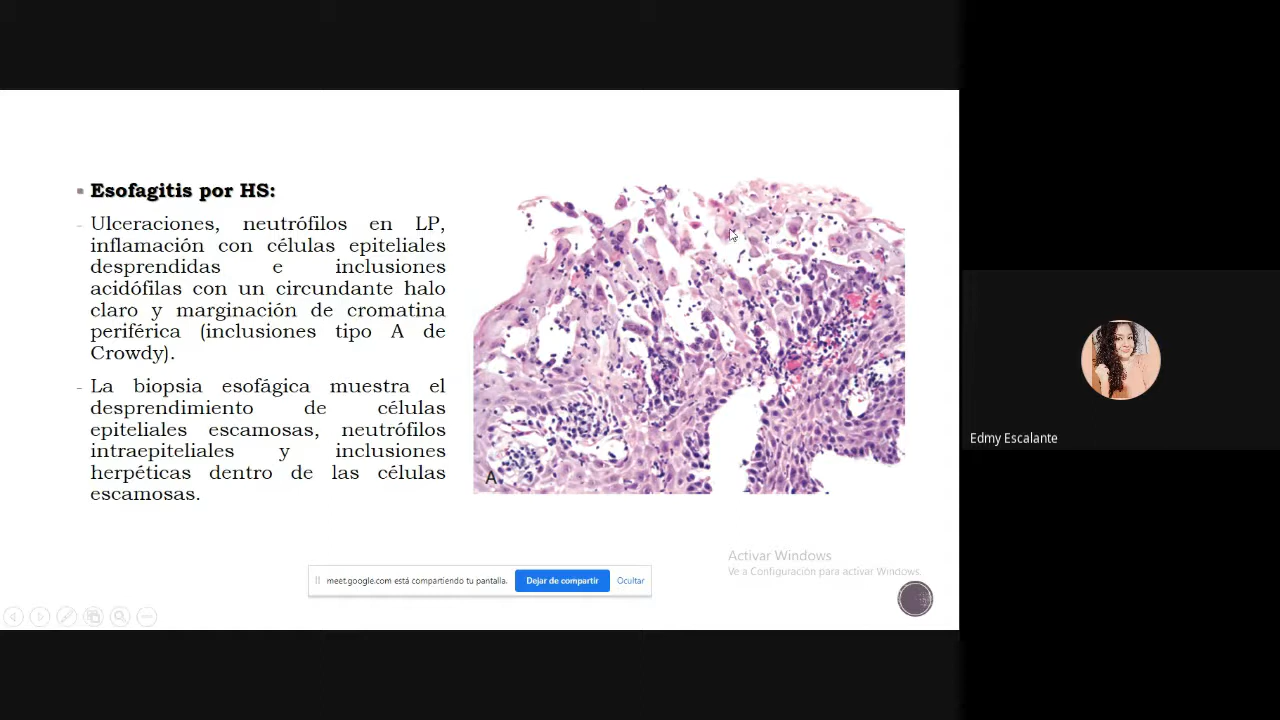 Esofagitis por HS:
- Ulceraciones, neutrófilos en LP,
inflamación con células epiteliales
desprendidas e inclusiones
acidófilas con un circundante halo
claro y marginación de cromatina
periférica (inclusiones tipo A de
Crowdy).
- La biopsia esofágica muestra el
desprendimiento de células
epiteliales escamosas, neutrófilos
intraepiteliales y inclusiones
herpéticas dentro de las células
escamosas.
A
Edmy Escalante
Activar Windows
Ve a Configuración para activar Windows.
meet.google.com está compartiendo tu pantalla.
Dejar de compartir
Ocultar